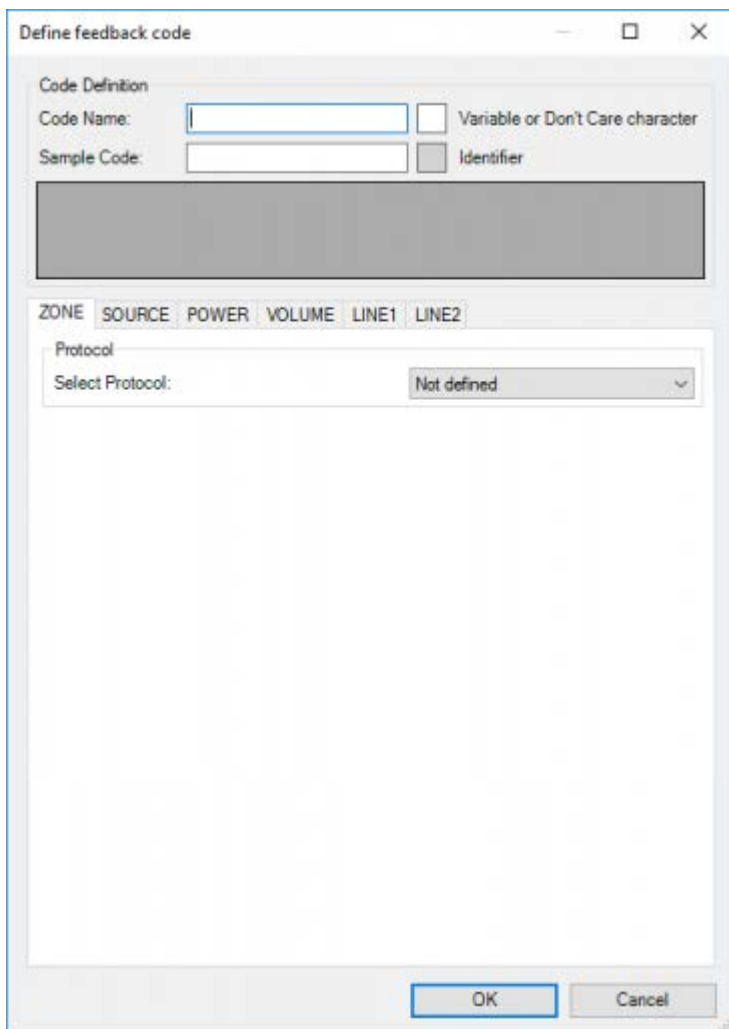 Define feedback code
Code Definition
Code Name: Variable or Don't Care character
Sample Code: Identifier
ZONE SOURCE POWER VOLUME LINE1 LINE2
Protocol
Select Protocol: Not defined
OK Cancel